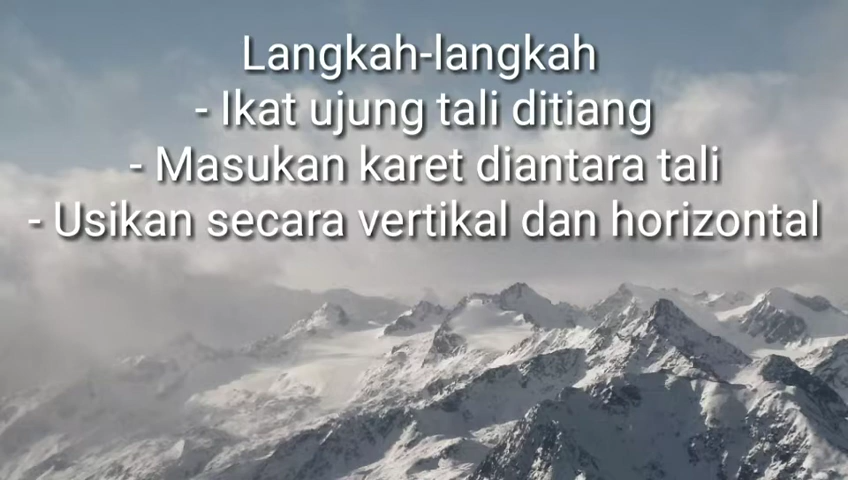 Langkah-langkah
- Ikat ujung tali ditiang
- Masukan karet diantara tali
- Usikan secara vertikal dan horizontal